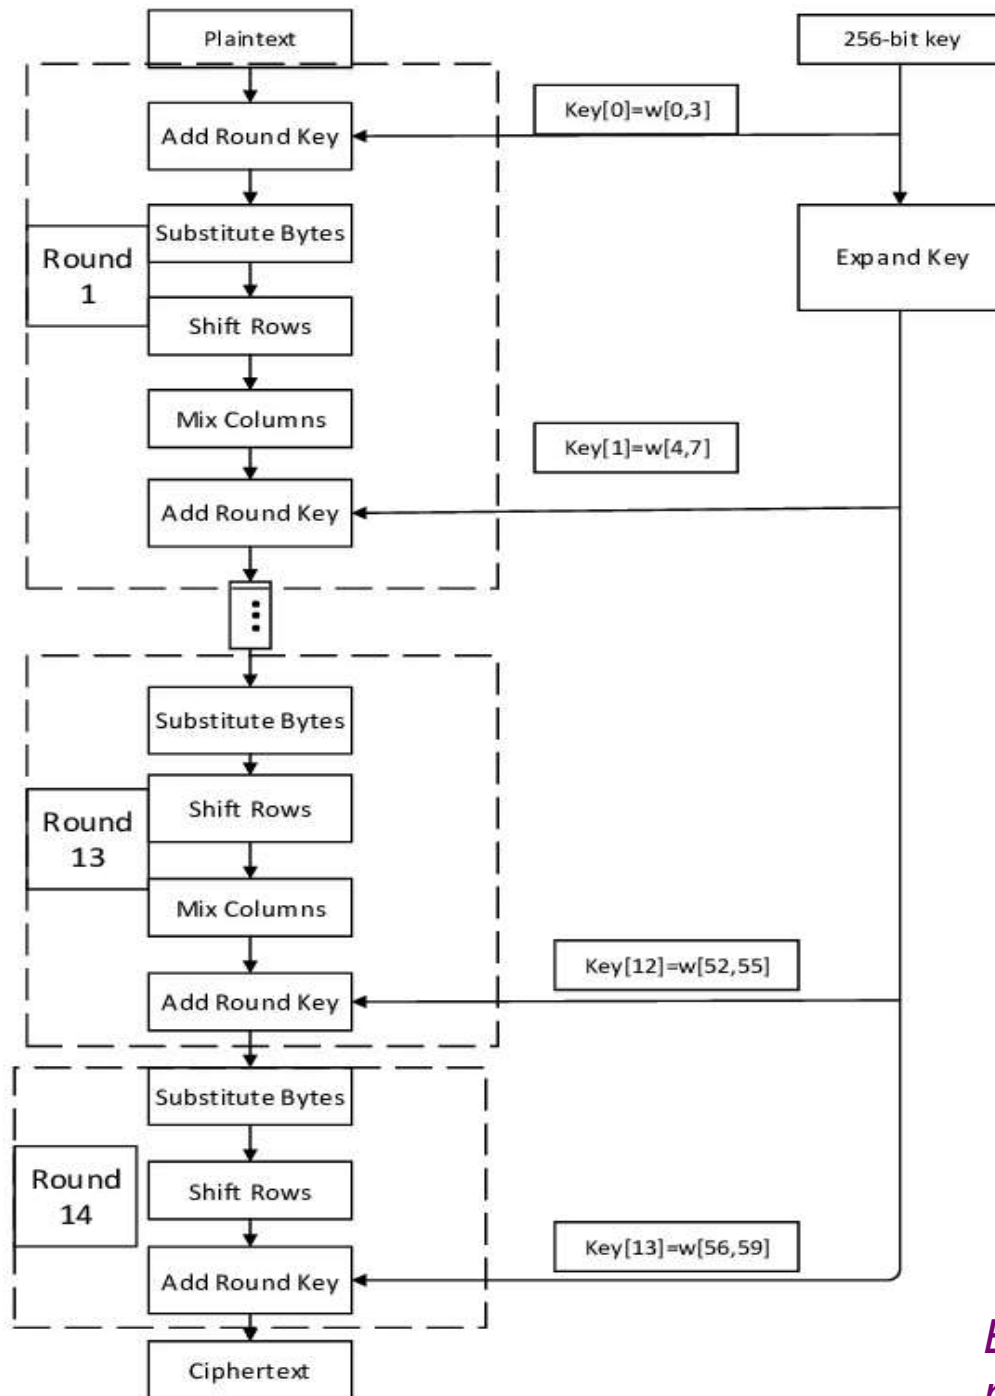 Plaintext
256-bit key
Key[0]=w[0,3]
Add Round Key
Substitute Bytes
Round
1
Expand Key
Shift Rows
Mix Columns
Key[1]=w[4,7]
Add Round Key
Substitute Bytes
Shift Rows
Round
13
Mix Columns
Key[12]=w[52,55]
Add Round Key
Substitute Bytes
Round
14
Shift Rows
Key[13]=w[56,59]
Add Round Key
Ciphertext